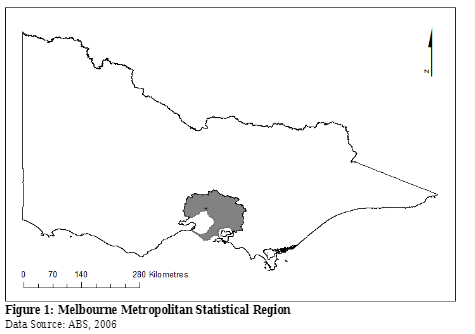 N
0 70 140 280 Kilometres
Figure 1: Melbourne Metropolitan Statistical Region
Data Source: ABS, 2006